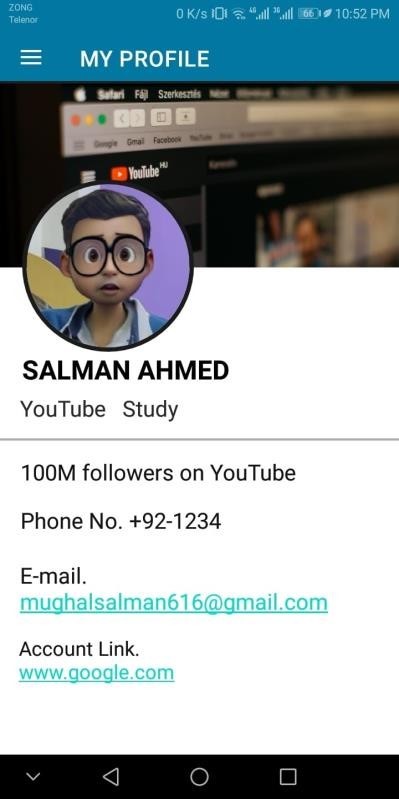 ZONG
Telenor
0 K/s 4G 3G 66 10:52 PM
MY PROFILE
Safari Fájl Szerkesztés Nézet
Google Gmail Facebook YouTube
YouTube HU
SALMAN AHMED
YouTube Study
100M followers on YouTube
Phone No. +92-1234
E-mail.
mughalsalman616@gmail.com
Account Link.
www.google.com